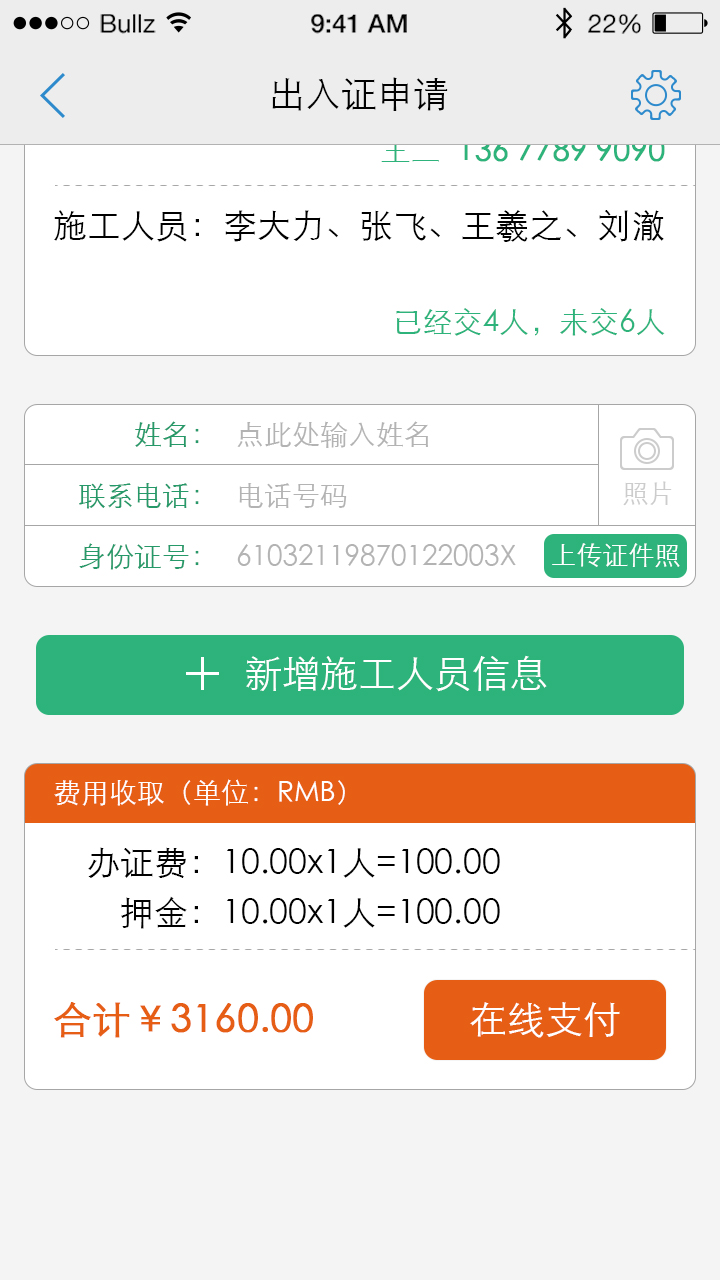 Bullz 9:41 AM 22%
出入证申请
王二 136 7789 9090
施工人员：李大力、张飞、王羲之、刘澈
已经交4人，未交6人
姓名：点此处输入姓名
照片
联系电话：电话号码
身份证号：61032119870122003X 上传证件照
＋ 新增施工人员信息
费用收取（单位：RMB）
办证费：10.00x1人=100.00
押金：10.00x1人=100.00
合计￥3160.00 在线支付